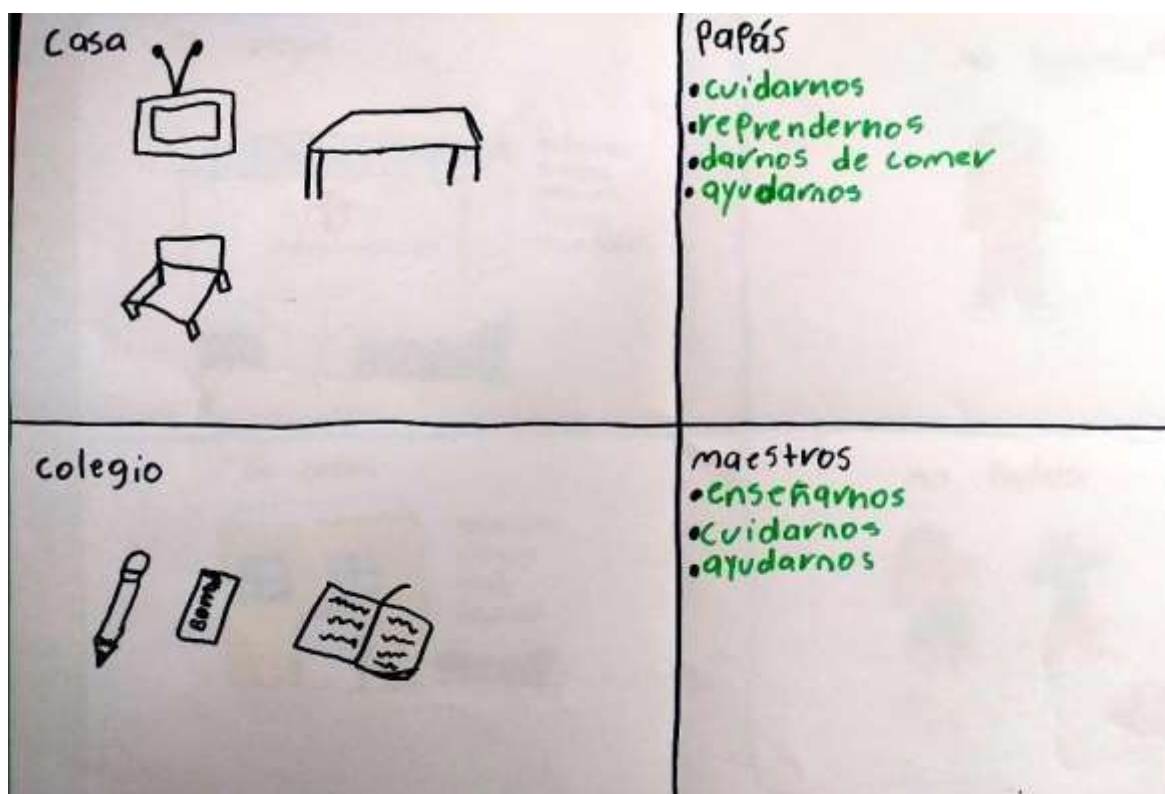 casa
papás
• cuidarnos
• reprendernos
• darnos de comer
• ayudarnos
colegio
maestros
• enseñarnos
• cuidarnos
• ayudarnos